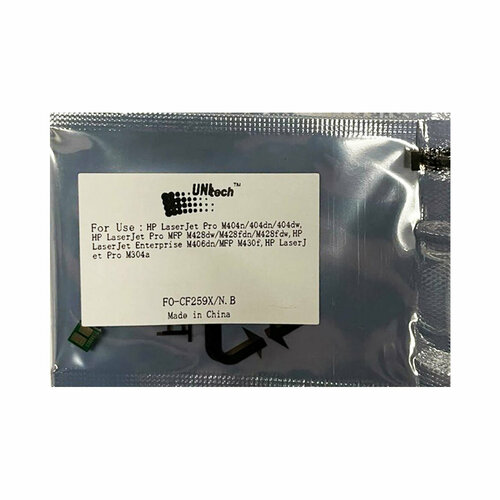 UNItech™
For Use : HP LaserJet Pro M404n/404dn/404dw,
HP LaserJet Pro MFP M428dw/M428fdn/M428fdw,HP
LaserJet Enterprise M406dn/MFP M430f,HP LaserJ
et Pro M304a
FO-CF259X/N.B
Made in China